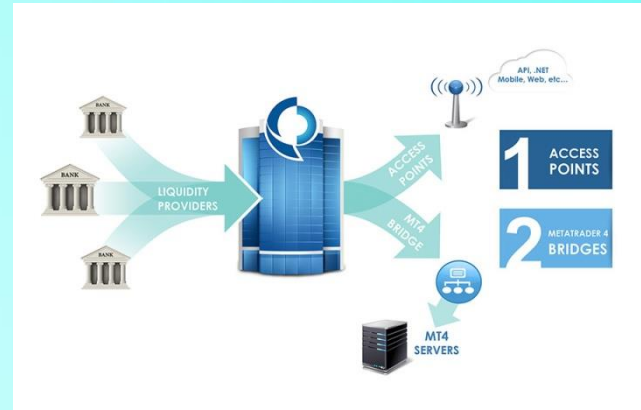 BANK
BANK
BANK
LIQUIDITY
PROVIDERS
ACCESS
POINTS
MT4
BRIDGE
API, .NET
Mobile, Web, etc...
1 ACCESS
POINTS
2 METATRADER 4
BRIDGES
MT4
SERVERS